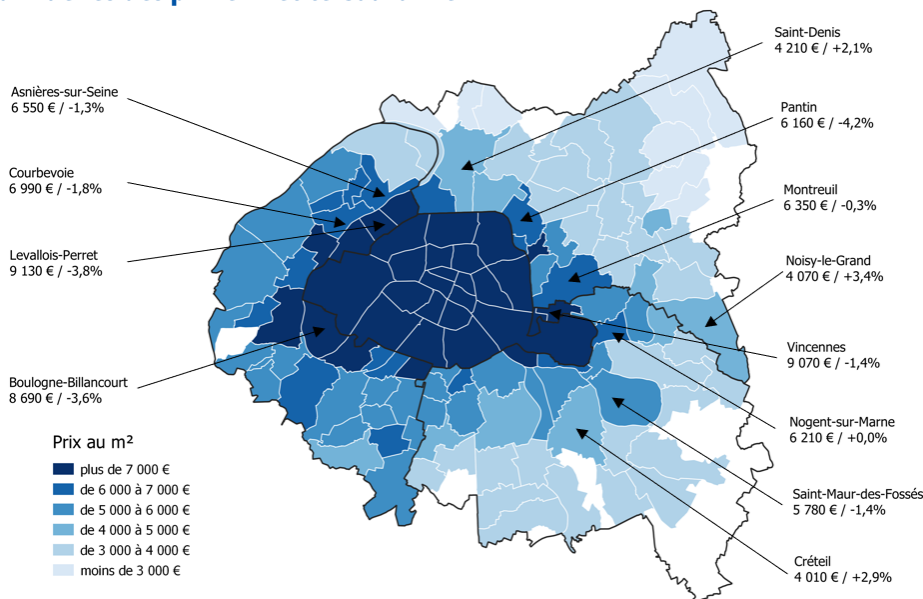 Saint-Denis
4 210 € / +2,1%
Asnières-sur-Seine
6 550 € / -1,3%
Pantin
6 160 € / -4,2%
Courbevoie
6 990 € / -1,8%
Montreuil
6 350 € / -0,3%
Levallois-Perret
9 130 € / -3,8%
Noisy-le-Grand
4 070 € / +3,4%
Vincennes
9 070 € / -1,4%
Boulogne-Billancourt
8 690 € / -3,6%
Nogent-sur-Marne
6 210 € / +0,0%
Prix au m²
plus de 7 000 €
de 6 000 à 7 000 €
de 5 000 à 6 000 €
de 4 000 à 5 000 €
de 3 000 à 4 000 €
moins de 3 000 €
Saint-Maur-des-Fossés
5 780 € / -1,4%
Créteil
4 010 € / +2,9%